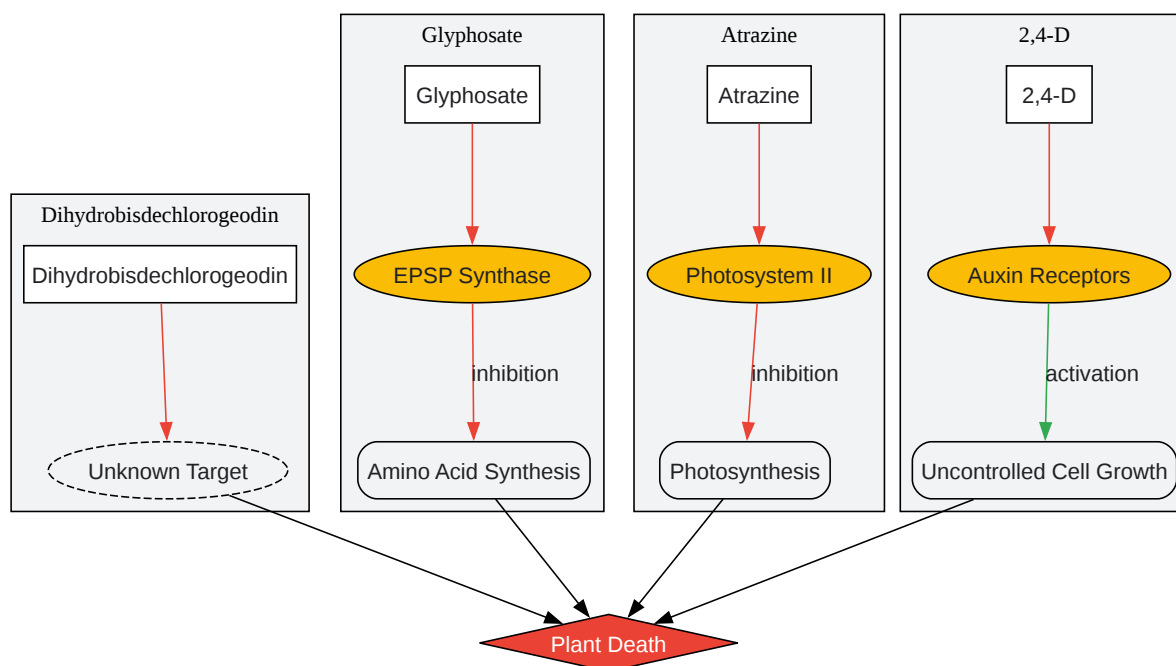 Glyphosate
Atrazine
2,4-D
Glyphosate
Atrazine
2,4-D
Dihydrobisdechlorogeodin
Dihydrobisdechlorogeodin
EPSP Synthase
Photosystem II
Auxin Receptors
inhibition
inhibition
activation
Unknown Target
Amino Acid Synthesis
Photosynthesis
Uncontrolled Cell Growth
Plant Death